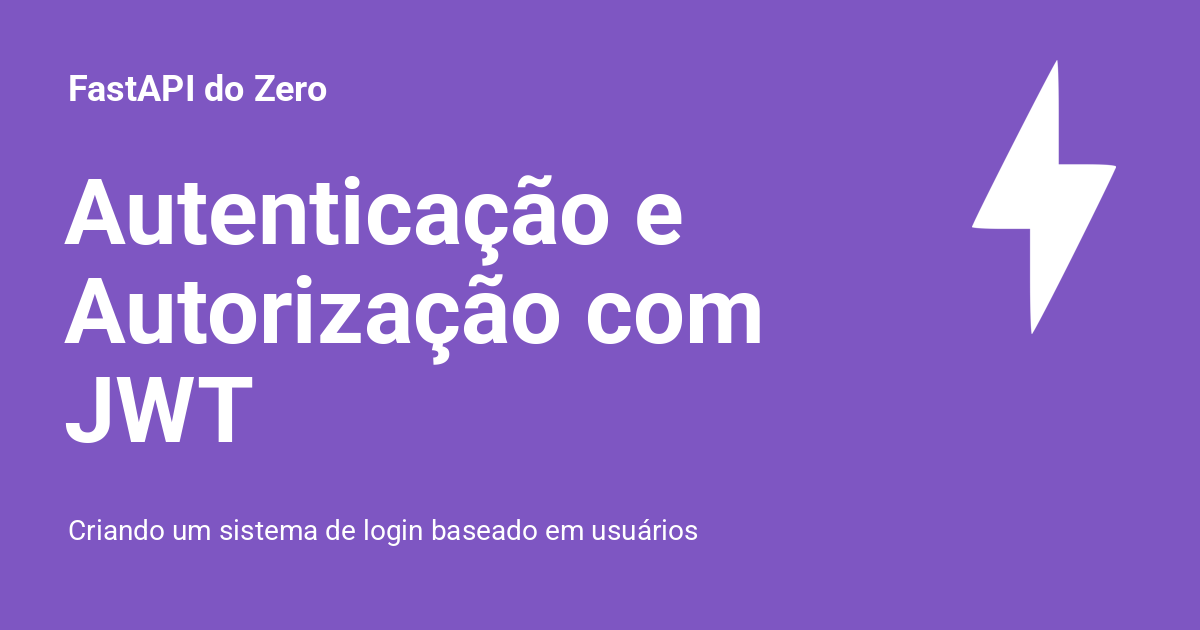 FastAPI do Zero
Autenticação e
Autorização com
JWT
Criando um sistema de login baseado em usuários